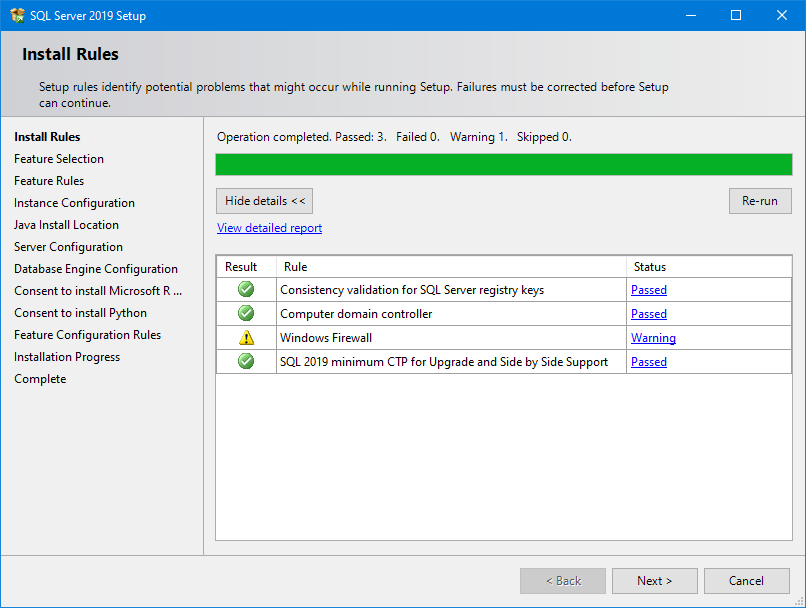 SQL Server 2019 Setup
Install Rules
Setup rules identify potential problems that might occur while running Setup. Failures must be corrected before Setup
can continue.
Install Rules
Feature Selection
Feature Rules
Instance Configuration
Java Install Location
Server Configuration
Database Engine Configuration
Consent to install Microsoft R ...
Consent to install Python
Feature Configuration Rules
Installation Progress
Complete
Operation completed. Passed: 3. Failed 0. Warning 1. Skipped 0.
Hide details <<
Re-run
View detailed report
Result Rule Status
Consistency validation for SQL Server registry keys Passed
Computer domain controller Passed
Windows Firewall Warning
SQL 2019 minimum CTP for Upgrade and Side by Side Support Passed
< Back Next > Cancel